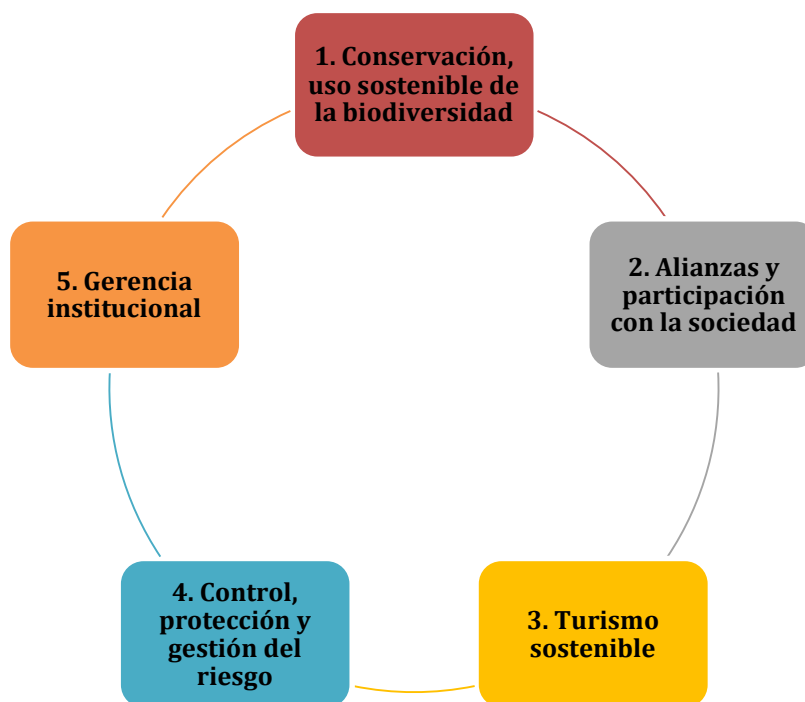 1. Conservación,
uso sostenible de
la biodiversidad
2. Alianzas y
participación
con la sociedad
3. Turismo
sostenible
4. Control,
protección y
gestión del
riesgo
5. Gerencia
institucional